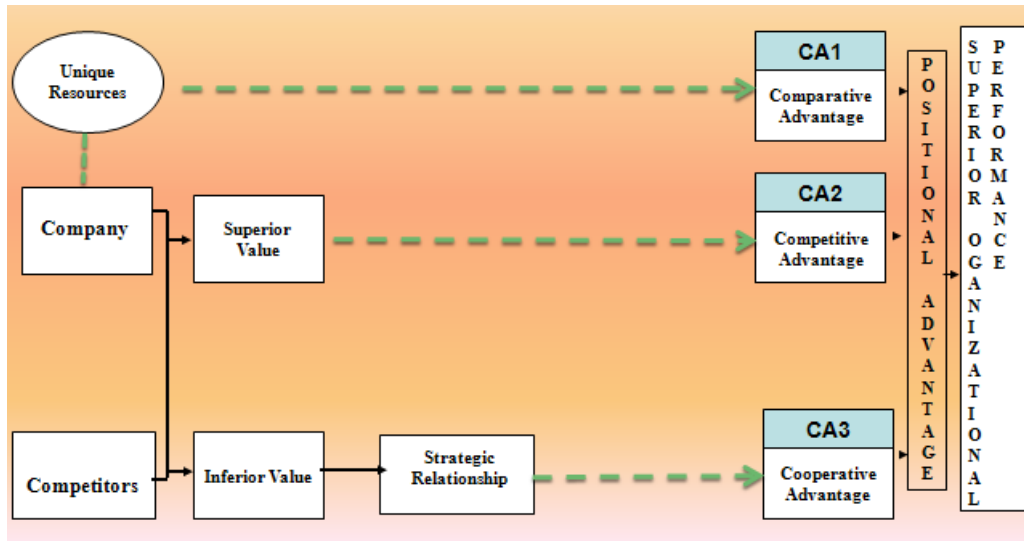 Unique
Resources
CA1
Comparative
Advantage
Company
Superior
Value
CA2
Competitive
Advantage
Competitors
Inferior Value
Strategic
Relationship
CA3
Cooperative
Advantage
POSITIONAL ADVANTAGE
SUPERIOR OGANIZATIONAL
PERFORMANCE